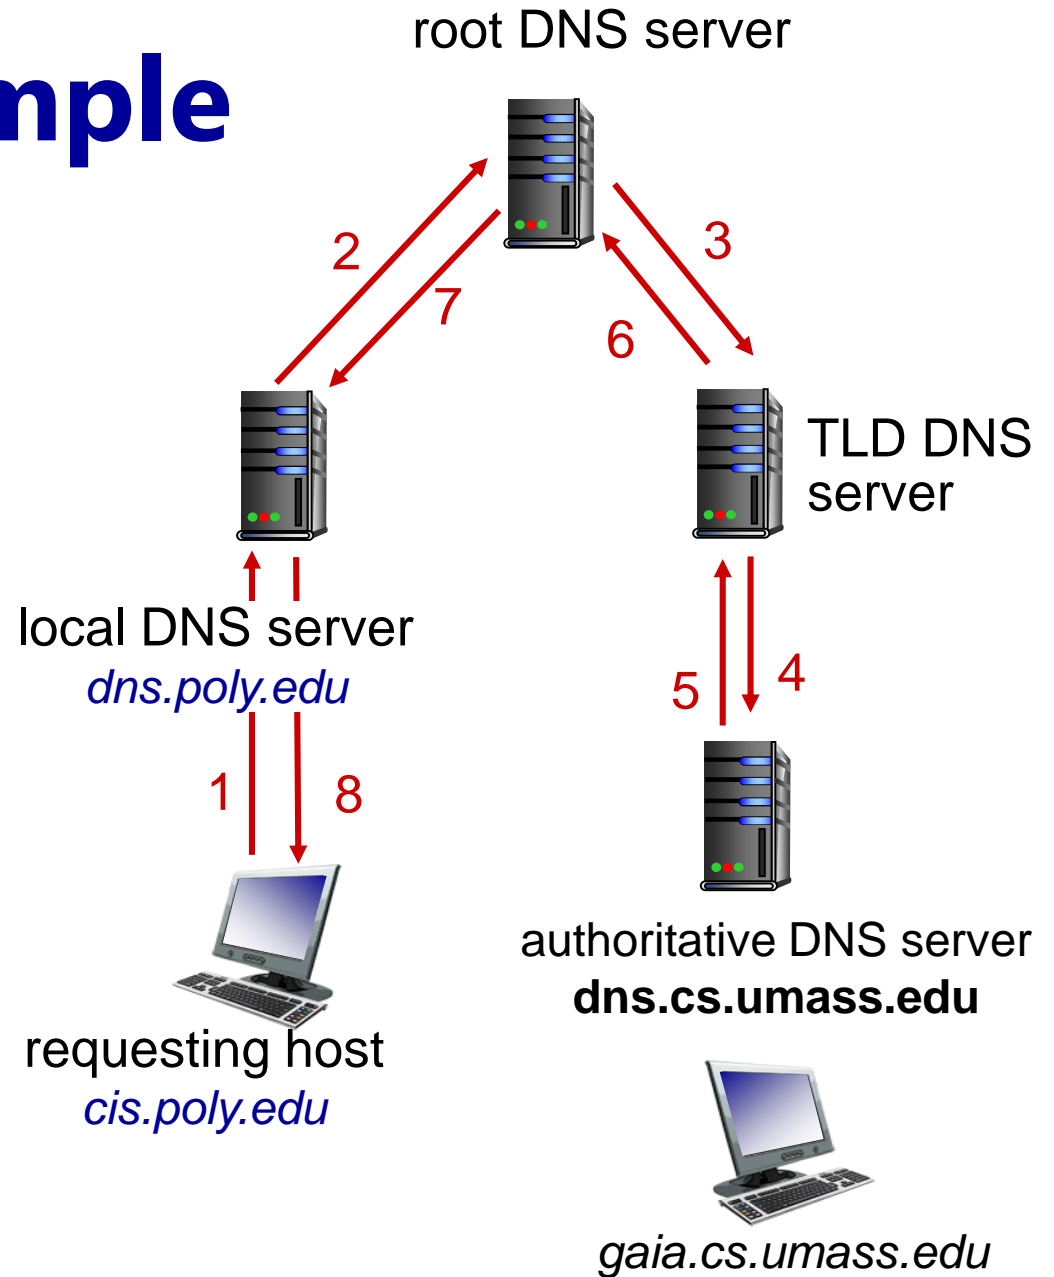 root DNS server
mple
2
3
7
6
TLD DNS
server
local DNS server
dns.poly.edu
5
4
1
8
authoritative DNS server
dns.cs.umass.edu
requesting host
cis.poly.edu
gaia.cs.umass.edu